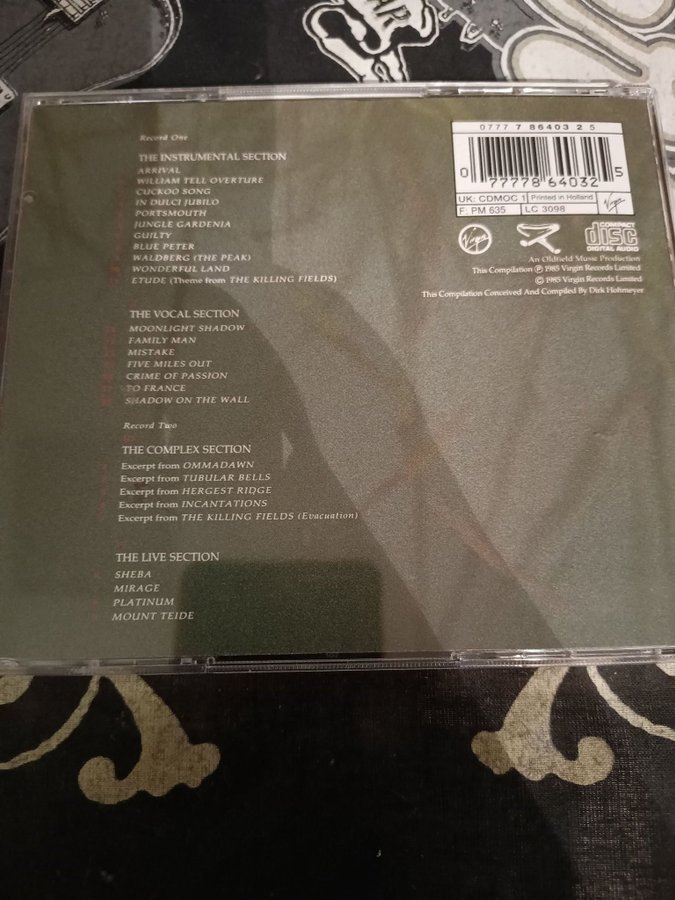 Record One
THE INSTRUMENTAL SECTION
ARRIVAL
WILLIAM TELL OVERTURE
CUCKOO SONG
IN DULCI JUBILO
PORTSMOUTH
JUNGLE GARDENIA
GUILTY
BLUE PETER
WALDBERG (THE PEAK)
WONDERFUL LAND
ETUDE (Theme from THE KILLING FIELDS)
THE VOCAL SECTION
MOONLIGHT SHADOW
FAMILY MAN
MISTAKE
FIVE MILES OUT
CRIME OF PASSION
TO FRANCE
SHADOW ON THE WALL
Record Two
THE COMPLEX SECTION
Excerpt from OMMADAWN
Excerpt from TUBULAR BELLS
Excerpt from HERGEST RIDGE
Excerpt from INCANTATIONS
Excerpt from THE KILLING FIELDS (Evacuation)
THE LIVE SECTION
SHEBA
MIRAGE
PLATINUM
MOUNT TEIDE
0777 7 86403 2 5
0 77778 64032 5
UK: CDMOC 1 Printed in Holland Virgin
F: PM 635 LC 3098
Virgin
COMPACT
disc
DIGITAL AUDIO
An Oldfield Music Production
This Compilation ℗ 1985 Virgin Records Limited
© 1985 Virgin Records Limited
This Compilation Conceived And Compiled By Dirk Hohmeyer